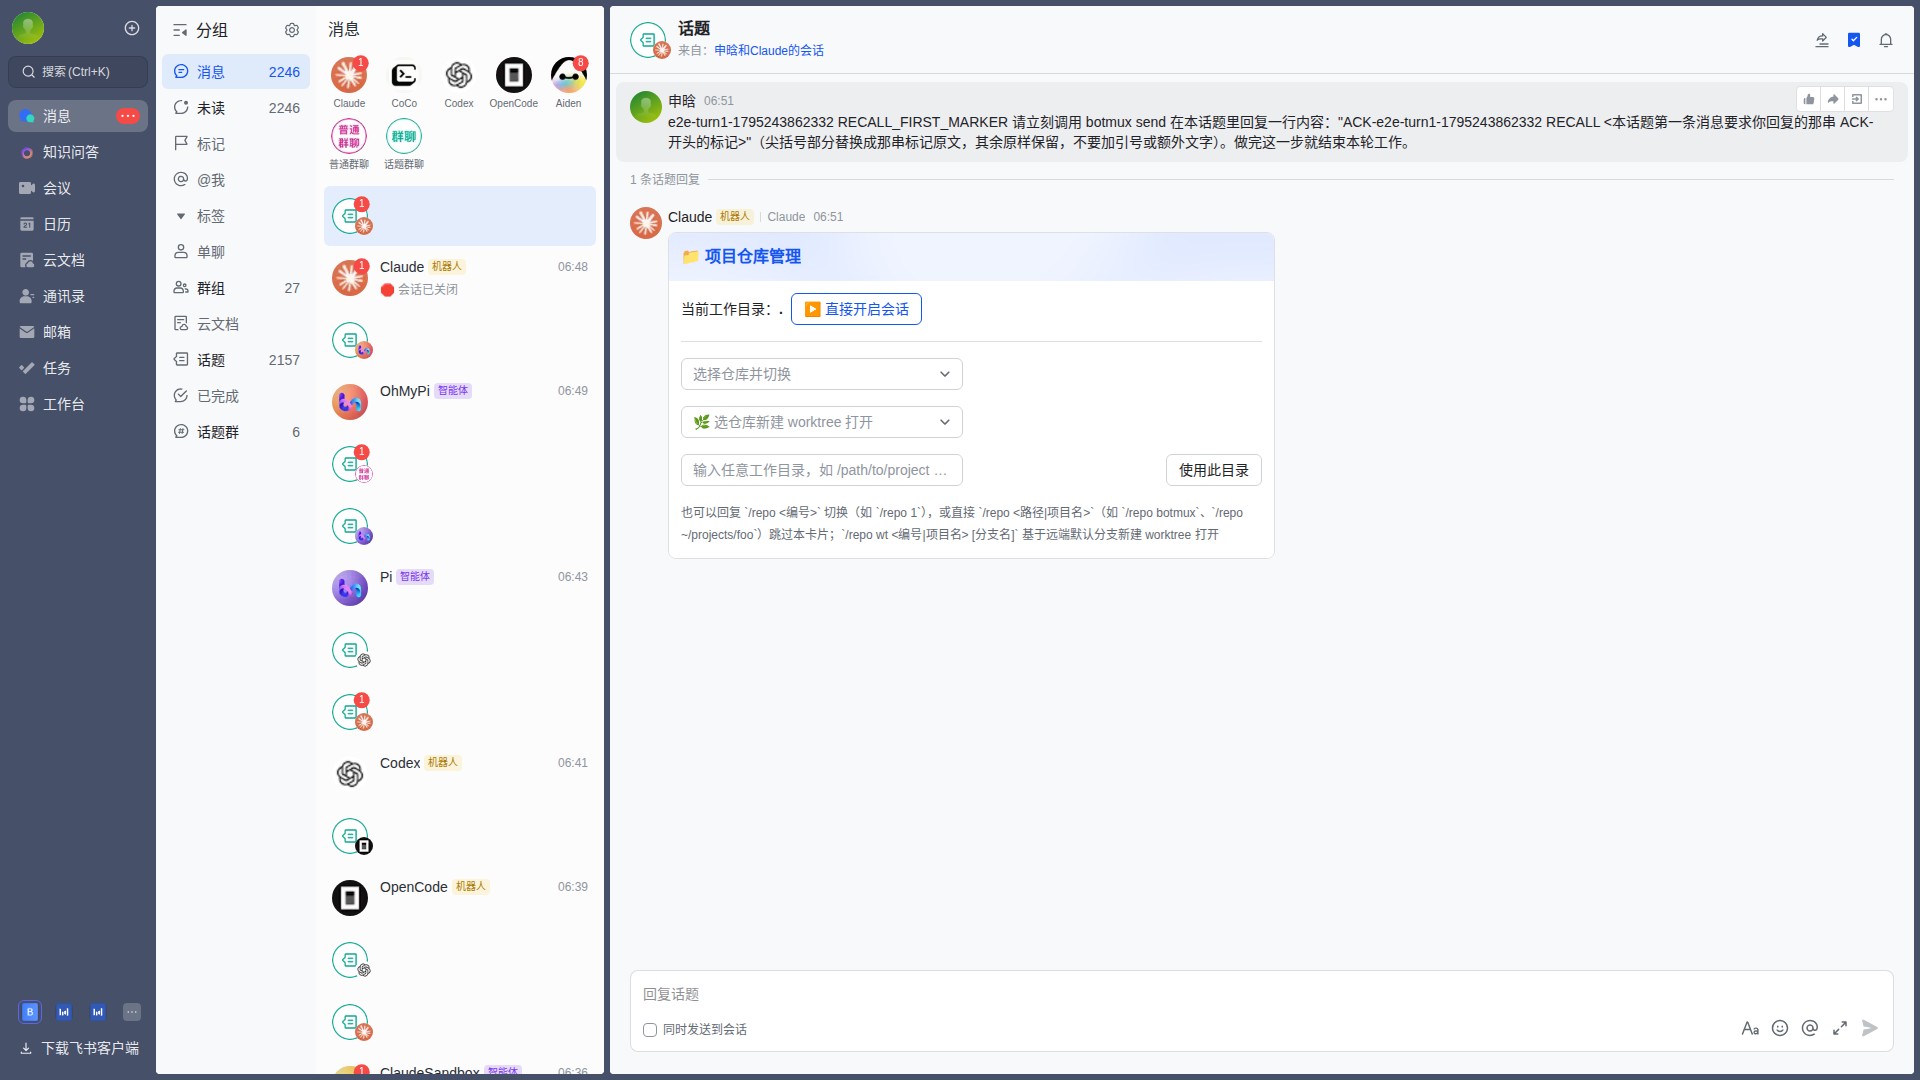 搜索 (Ctrl+K)
消息
知识问答
会议
日历
云文档
通讯录
邮箱
任务
工作台
下载飞书客户端
分组
消息 2246
未读 2246
标记
@我
标签
单聊
群组 27
云文档
话题 2157
已完成
话题群 6
消息
1
8
Claude CoCo Codex OpenCode Aiden
普通
群聊
群聊
普通群聊 话题群聊
1
1
Claude 机器人 06:48
会话已关闭
OhMyPi 智能体 06:49
1
普通
群聊
Pi 智能体 06:43
1
Codex 机器人 06:41
OpenCode 机器人 06:39
1
ClaudeSandbox 智能体 06:36
话题
来自：申晗和Claude的会话
申晗 06:51
e2e-turn1-1795243862332 RECALL_FIRST_MARKER 请立刻调用 botmux send 在本话题里回复一行内容："ACK-e2e-turn1-1795243862332 RECALL <本话题第一条消息要求你回复的那串 ACK-
开头的标记>"（尖括号部分替换成那串标记原文，其余原样保留，不要加引号或额外文字）。做完这一步就结束本轮工作。
1 条话题回复
Claude 机器人 Claude 06:51
项目仓库管理
当前工作目录：. 直接开启会话
选择仓库并切换
选仓库新建 worktree 打开
输入任意工作目录，如 /path/to/project … 使用此目录
也可以回复 `/repo <编号>` 切换（如 `/repo 1`），或直接 `/repo <路径|项目名>`（如 `/repo botmux`、`/repo
~/projects/foo`）跳过本卡片；`/repo wt <编号|项目名> [分支名]` 基于远端默认分支新建 worktree 打开
回复话题
同时发送到会话